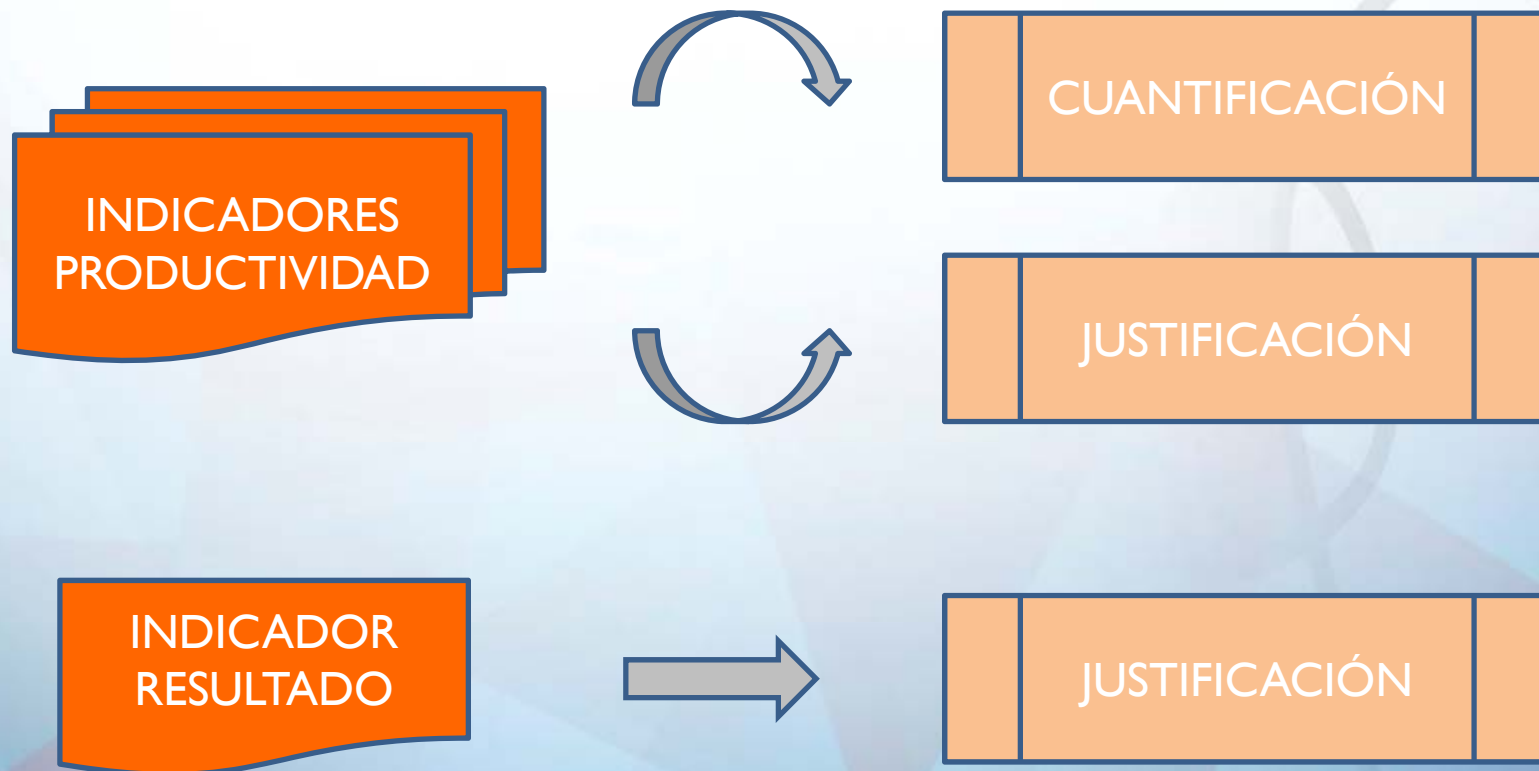 CUANTIFICACIÓN
INDICADORES
PRODUCTIVIDAD
JUSTIFICACIÓN
INDICADOR
RESULTADO
JUSTIFICACIÓN